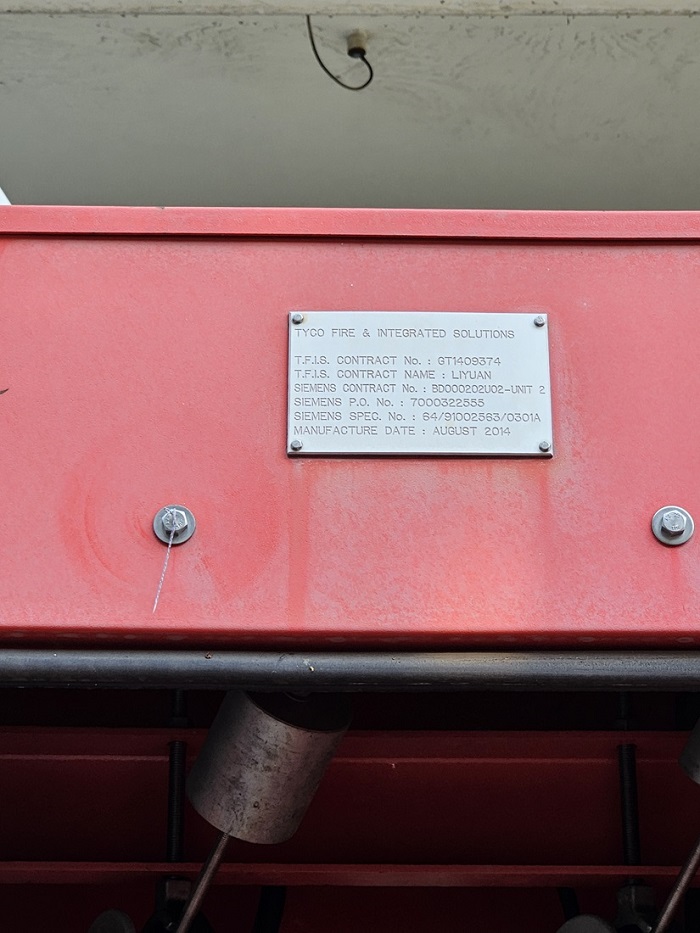 TYCO FIRE & INTEGRATED SOLUTIONS
T.F.I.S. CONTRACT No. : GT1409374
T.F.I.S. CONTRACT NAME : LIYUAN
SIEMENS CONTRACT No. : BD000202U02-UNIT 2
SIEMENS P.O. No. : 7000322555
SIEMENS SPEC. No. : 64/91002563/0301A
MANUFACTURE DATE : AUGUST 2014